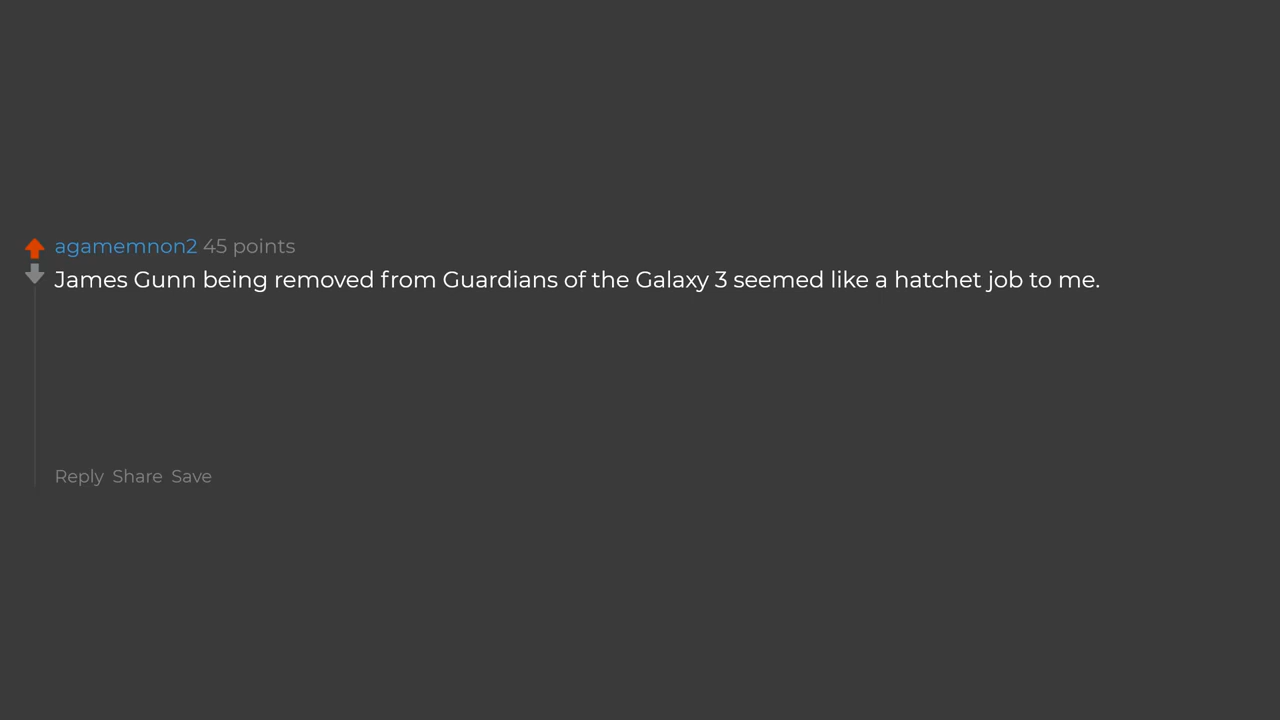 agamemnon2 45 points
James Gunn being removed from Guardians of the Galaxy 3 seemed like a hatchet job to me.
Reply Share Save